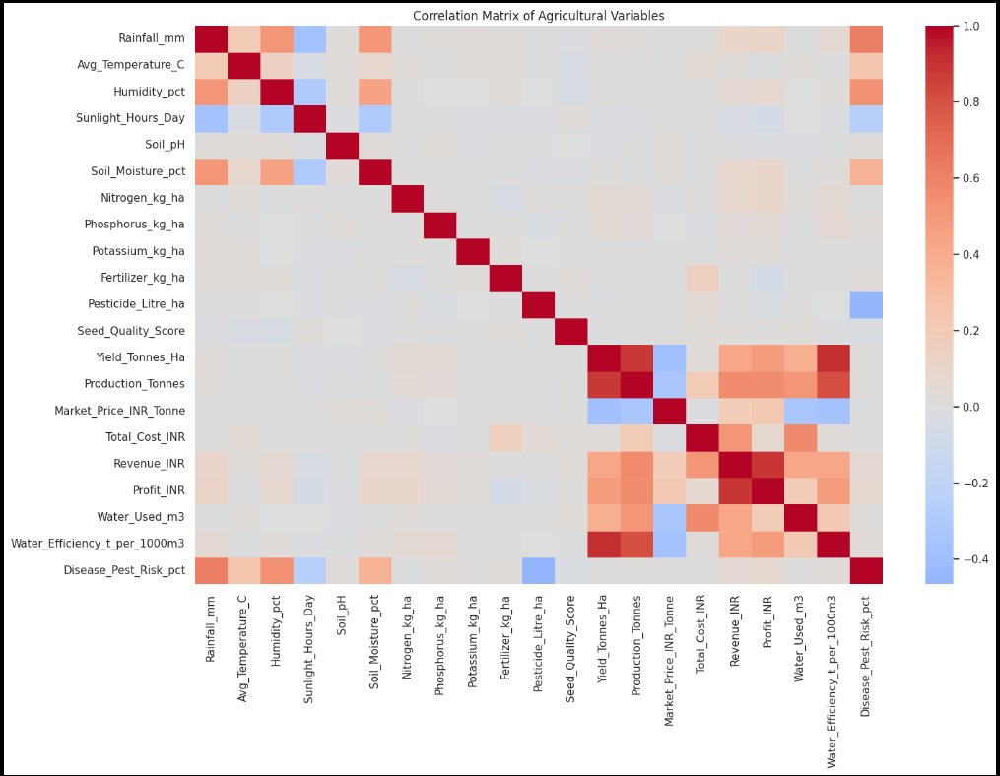 Correlation Matrix of Agricultural Variables
Rainfall_mm
Avg_Temperature_C
Humidity_pct
Sunlight_Hours_Day
Soil_pH
Soil_Moisture_pct
Nitrogen_kg_ha
Phosphorus_kg_ha
Potassium_kg_ha
Fertilizer_kg_ha
Pesticide_Litre_ha
Seed_Quality_Score
Yield_Tonnes_Ha
Production_Tonnes
Market_Price_INR_Tonne
Total_Cost_INR
Revenue_INR
Profit_INR
Water_Used_m3
Water_Efficiency_t_per_1000m3
Disease_Pest_Risk_pct
Rainfall_mm
Avg_Temperature_C
Humidity_pct
Sunlight_Hours_Day
Soil_pH
Soil_Moisture_pct
Nitrogen_kg_ha
Phosphorus_kg_ha
Potassium_kg_ha
Fertilizer_kg_ha
Pesticide_Litre_ha
Seed_Quality_Score
Yield_Tonnes_Ha
Production_Tonnes
Market_Price_INR_Tonne
Total_Cost_INR
Revenue_INR
Profit_INR
Water_Used_m3
Water_Efficiency_t_per_1000m3
Disease_Pest_Risk_pct
1.0
0.8
0.6
0.4
0.2
0.0
−0.2
−0.4